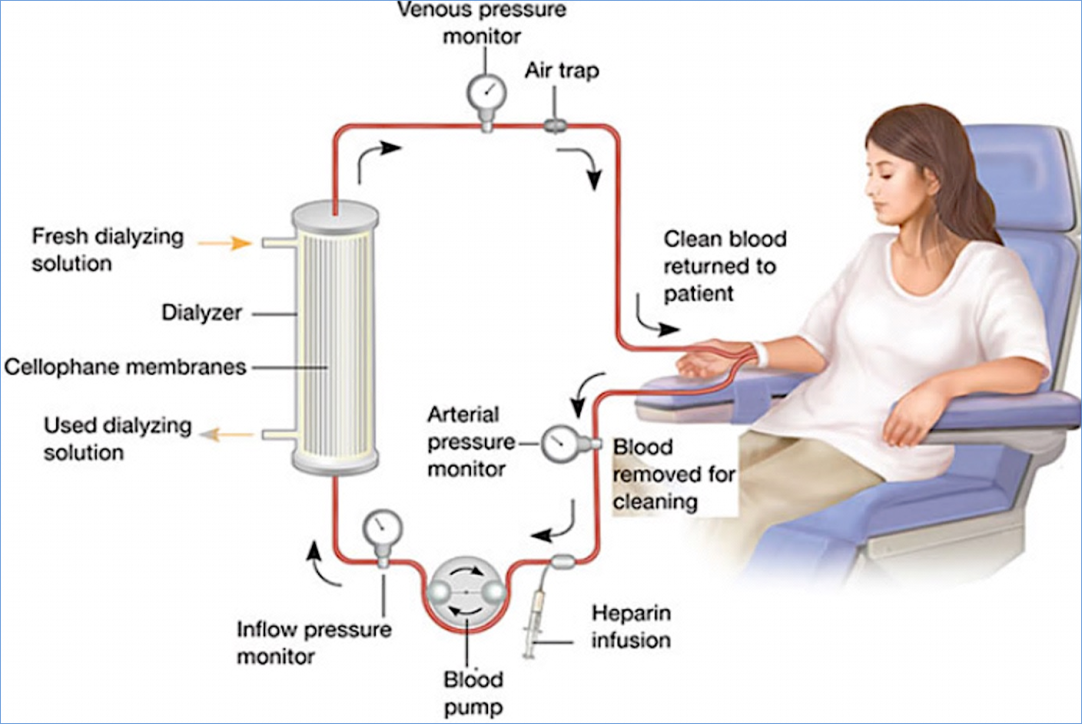 Venous pressure
monitor
Air trap
Fresh dialyzing
solution
Clean blood
returned to
patient
Dialyzer
Cellophane membranes
Used dialyzing
solution
Arterial
pressure
monitor
Blood
removed for
cleaning
Inflow pressure
monitor
Heparin
infusion
Blood
pump